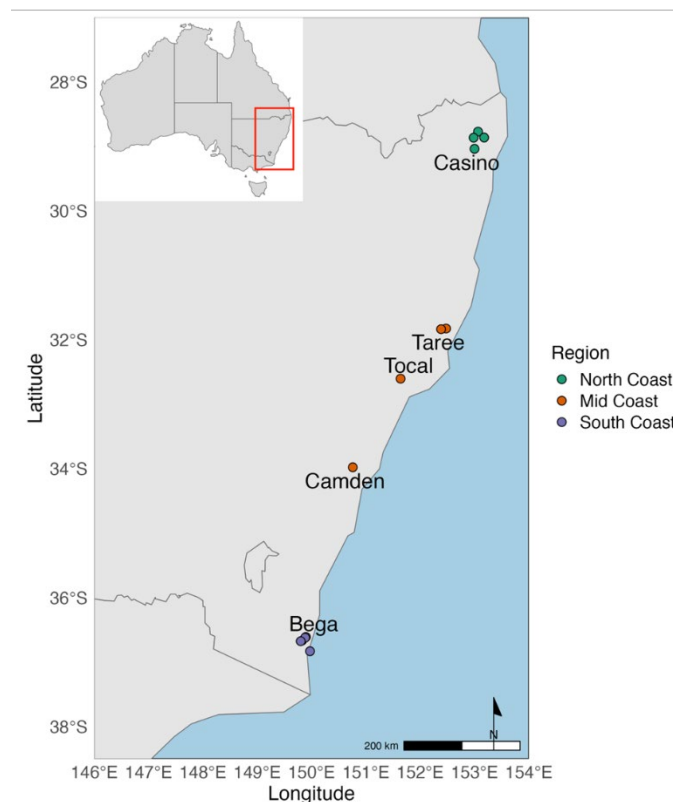 28°S
30°S
32°S
34°S
36°S
38°S
Latitude
Casino
Taree
Tocal
Camden
Bega
200 km
N
146°E 147°E 148°E 149°E 150°E 151°E 152°E 153°E 154°E
Longitude
Region
North Coast
Mid Coast
South Coast